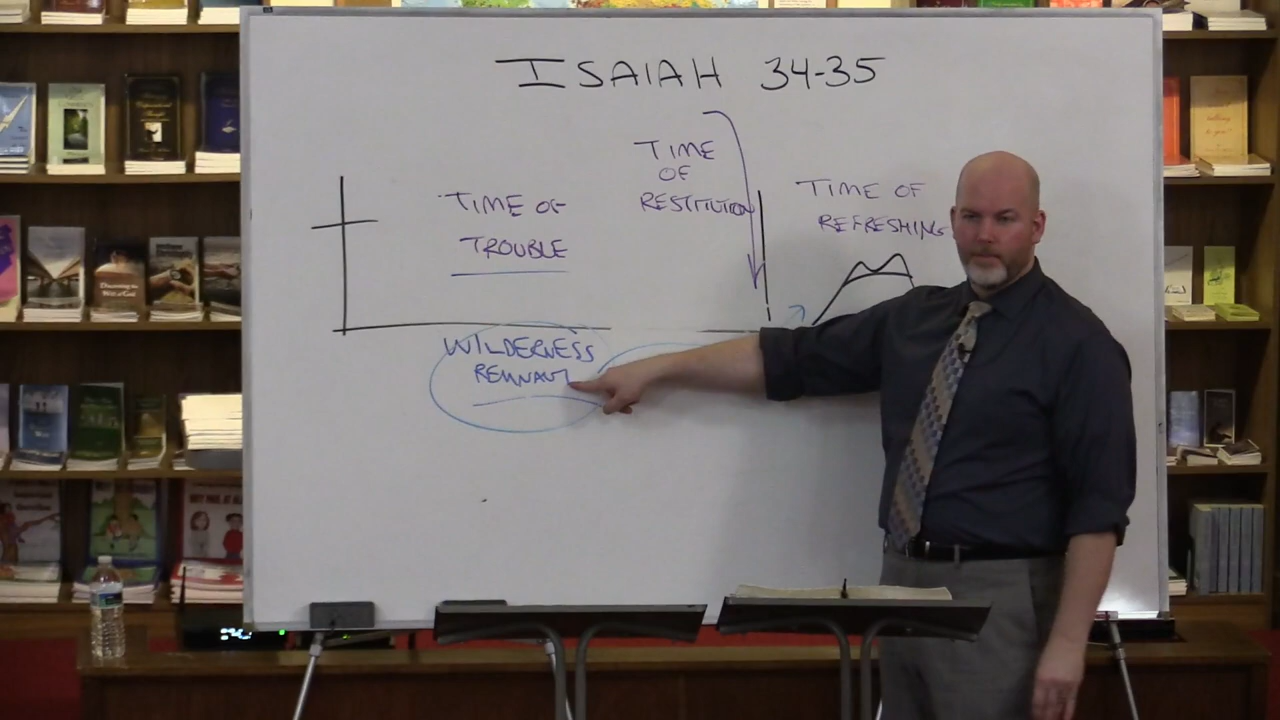 ISAIAH 34-35
TIME
OF
RESTITUTION
TIME OF
TROUBLE
TIME OF
REFRESHING
WILDERNESS
REMNANT